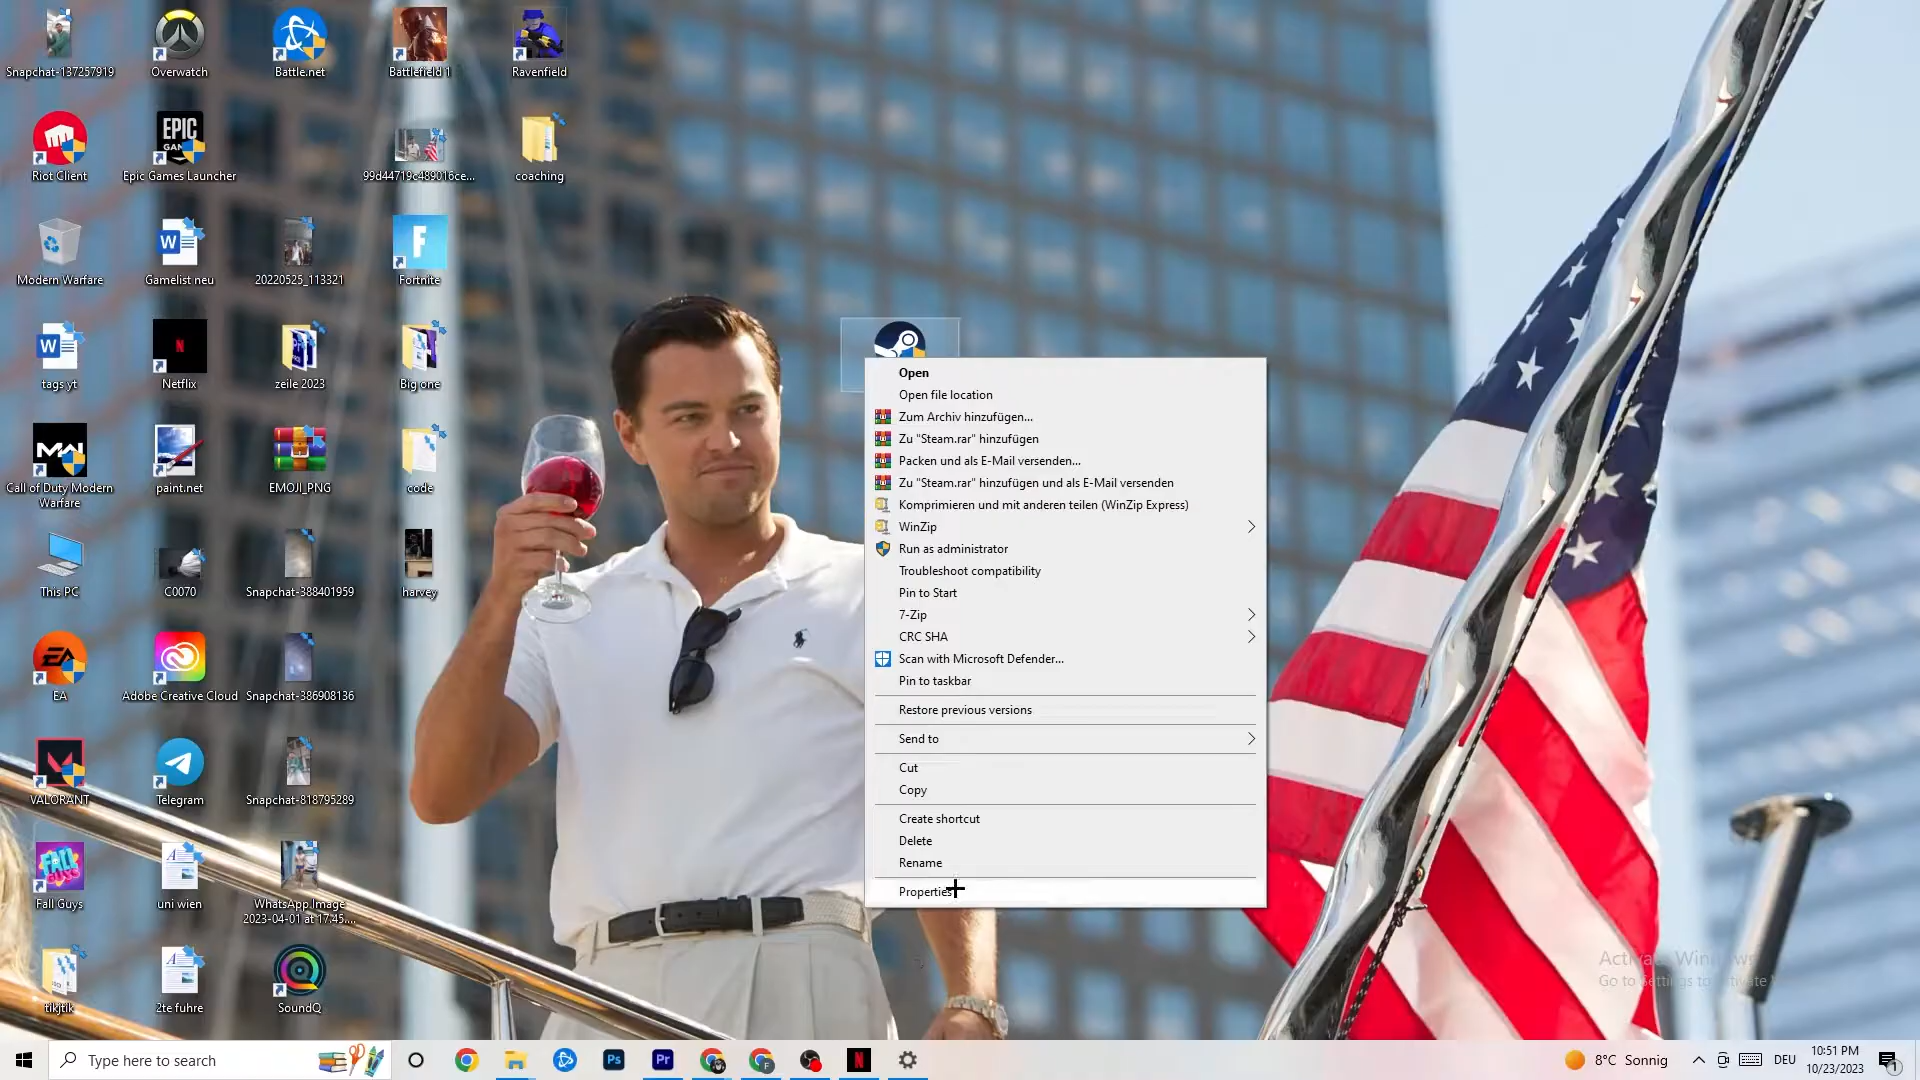 Snapchat-137257919
Overwatch
Battle.net
Battlefield 1
Ravenfield
EPIC
Riot Client
Epic Games Launcher
99d44719c489016ce...
coaching
Modern Warfare
Gamelist neu
20220525_113321
Fortnite
tags yt
Netflix
zeile 2023
Big one
Call of Duty Modern
Warfare
paint.net
EMOJI_PNG
code
This PC
C0070
Snapchat-388401959
harvey
EA
Adobe Creative Cloud
Snapchat-386908136
VALORANT
Telegram
Snapchat-818795289
Fall Guys
uni wien
WhatsApp Image
2023-04-01 at 17.45....
tikjtik
2te fuhre
SoundQ
Open
Open file location
Zum Archiv hinzufügen...
Zu "Steam.rar" hinzufügen
Packen und als E-Mail versenden...
Zu "Steam.rar" hinzufügen und als E-Mail versenden
Komprimieren und mit anderen teilen (WinZip Express)
WinZip
Run as administrator
Troubleshoot compatibility
Pin to Start
7-Zip
CRC SHA
Scan with Microsoft Defender...
Pin to taskbar
Restore previous versions
Send to
Cut
Copy
Create shortcut
Delete
Rename
Properties
Activate Windows
Go to Settings to activate
Type here to search
Ps
Pr
8°C Sonnig
DEU
10:51 PM
10/23/2023